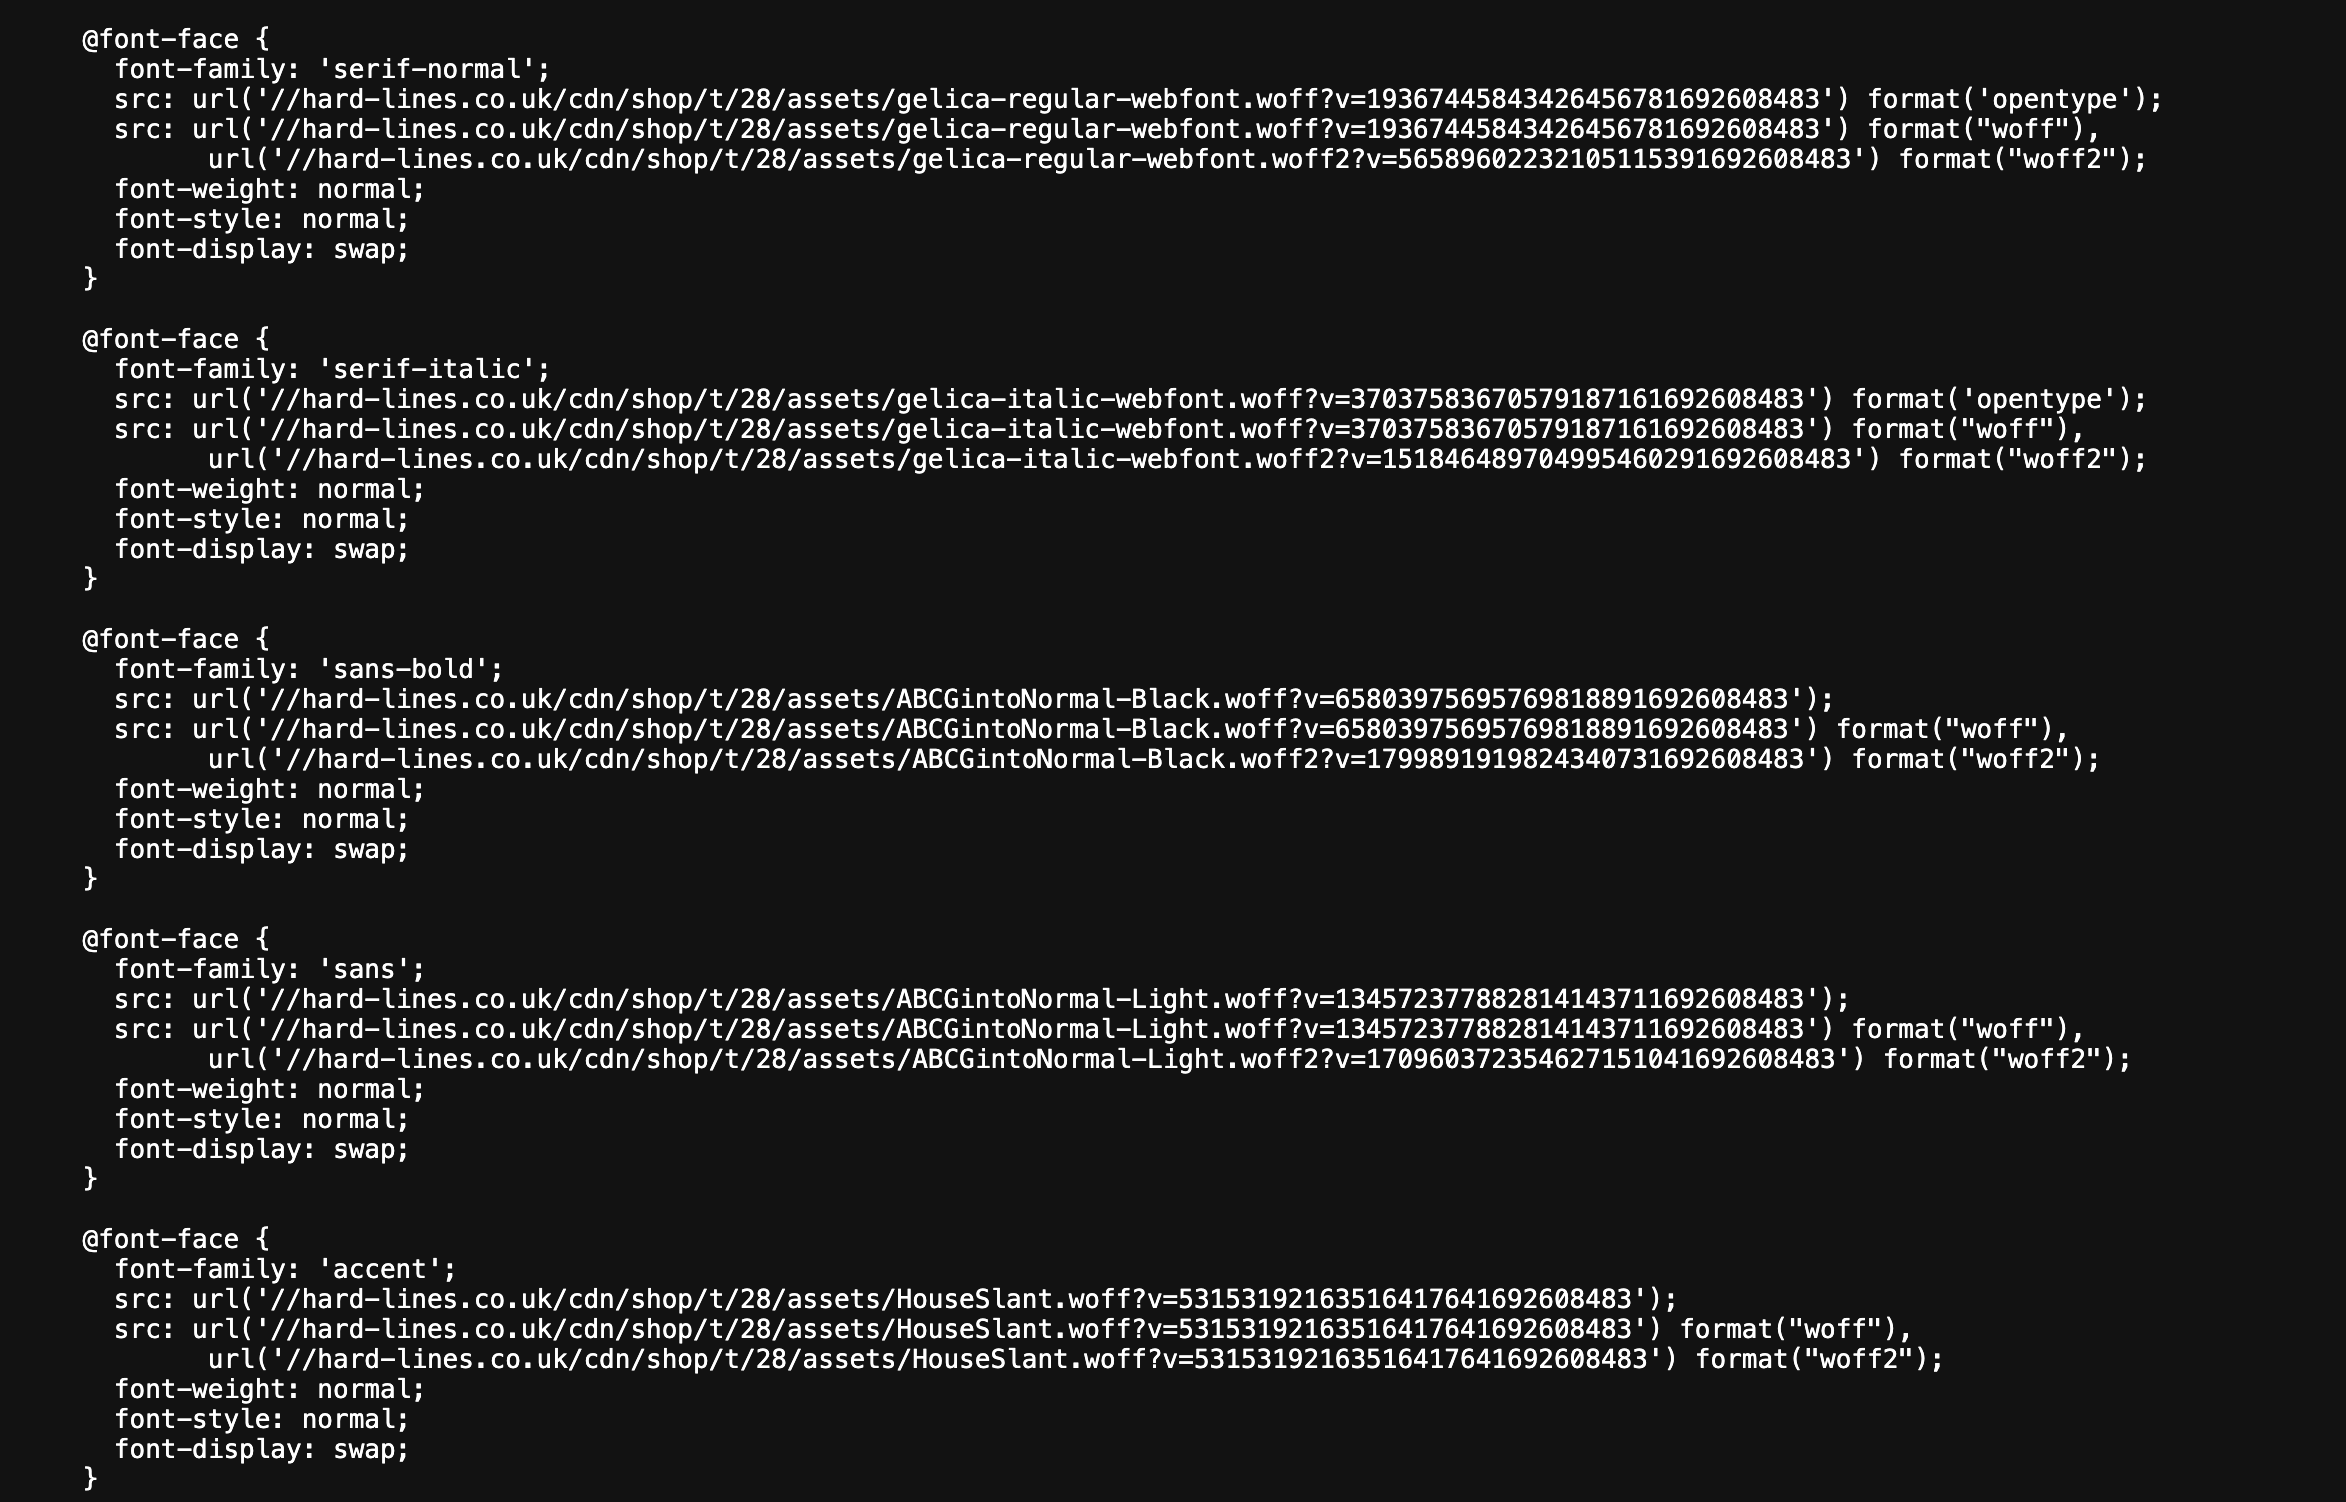 @font-face {
  font-family: 'serif-normal';
  src: url('//hard-lines.co.uk/cdn/shop/t/28/assets/gelica-regular-webfont.woff?v=19367445843426456781692608483') format('opentype');
  src: url('//hard-lines.co.uk/cdn/shop/t/28/assets/gelica-regular-webfont.woff?v=19367445843426456781692608483') format("woff"),
        url('//hard-lines.co.uk/cdn/shop/t/28/assets/gelica-regular-webfont.woff2?v=565896022321051153916926084​83') format("woff2");
  font-weight: normal;
  font-style: normal;
  font-display: swap;
}
@font-face {
  font-family: 'serif-italic';
  src: url('//hard-lines.co.uk/cdn/shop/t/28/assets/gelica-italic-webfont.woff?v=37037583670579187161692608483') format('opentype');
  src: url('//hard-lines.co.uk/cdn/shop/t/28/assets/gelica-italic-webfont.woff?v=37037583670579187161692608483') format("woff"),
        url('//hard-lines.co.uk/cdn/shop/t/28/assets/gelica-italic-webfont.woff2?v=151846489704995460291692608483') format("woff2");
  font-weight: normal;
  font-style: normal;
  font-display: swap;
}
@font-face {
  font-family: 'sans-bold';
  src: url('//hard-lines.co.uk/cdn/shop/t/28/assets/ABCGintoNormal-Black.woff?v=65803975695769818891692608483');
  src: url('//hard-lines.co.uk/cdn/shop/t/28/assets/ABCGintoNormal-Black.woff?v=65803975695769818891692608483') format("woff"),
        url('//hard-lines.co.uk/cdn/shop/t/28/assets/ABCGintoNormal-Black.woff2?v=1799891919824340731692608483') format("woff2");
  font-weight: normal;
  font-style: normal;
  font-display: swap;
}
@font-face {
  font-family: 'sans';
  src: url('//hard-lines.co.uk/cdn/shop/t/28/assets/ABCGintoNormal-Light.woff?v=134572377882814143711692608483');
  src: url('//hard-lines.co.uk/cdn/shop/t/28/assets/ABCGintoNormal-Light.woff?v=134572377882814143711692608483') format("woff"),
        url('//hard-lines.co.uk/cdn/shop/t/28/assets/ABCGintoNormal-Light.woff2?v=170960372354627151041692608483') format("woff2");
  font-weight: normal;
  font-style: normal;
  font-display: swap;
}
@font-face {
  font-family: 'accent';
  src: url('//hard-lines.co.uk/cdn/shop/t/28/assets/HouseSlant.woff?v=53153192163516417641692608483');
  src: url('//hard-lines.co.uk/cdn/shop/t/28/assets/HouseSlant.woff?v=53153192163516417641692608483') format("woff"),
        url('//hard-lines.co.uk/cdn/shop/t/28/assets/HouseSlant.woff?v=53153192163516417641692608483') format("woff2");
  font-weight: normal;
  font-style: normal;
  font-display: swap;
}